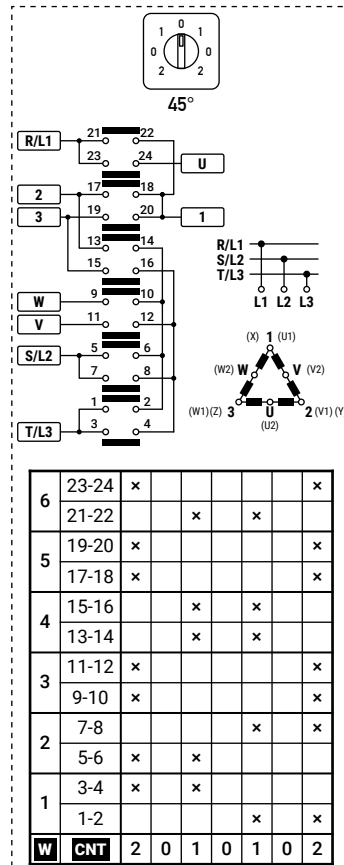 0
1 1
0 0
2 2
45°
R/L1 21 22
23 24 U
2 17 18
3 19 20 1
13 14
15 16
W 9 10
V 11 12
S/L2 5 6
7 8
1 2
T/L3 3 4
R/L1
S/L2
T/L3
L1 L2 L3
(X) 1 (U1)
(W2) W V (V2)
(W1)(Z) 3 U 2 (V1)(Y
(U2)
6 23-24 × ×
21-22 × ×
5 19-20 × ×
17-18 × ×
4 15-16 × ×
13-14 × ×
3 11-12 × ×
9-10 × ×
2 7-8 × ×
5-6 × ×
1 3-4 × ×
1-2 × ×
W CNT 2 0 1 0 1 0 2